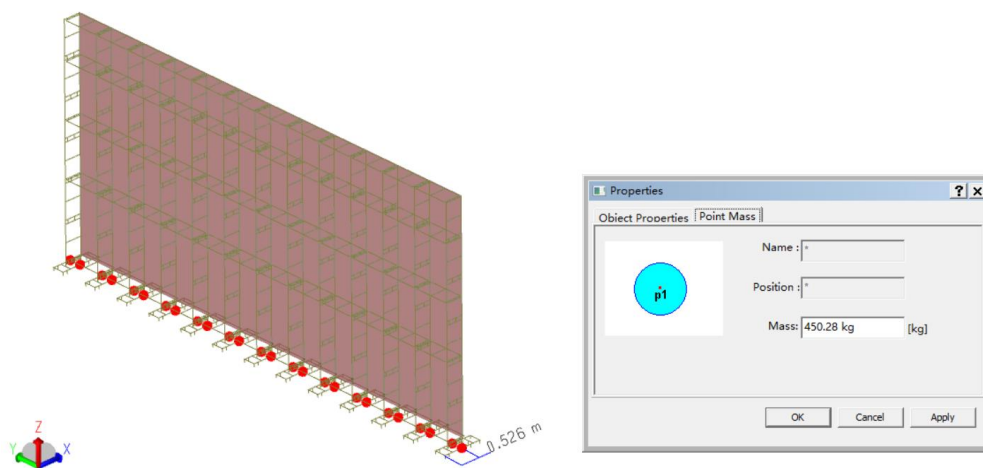 Z
Y
X
0.526 m
Properties
?
x
Object Properties
Point Mass
p1
Name :
*
Position :
*
Mass:
450.28 kg
[kg]
OK
Cancel
Apply